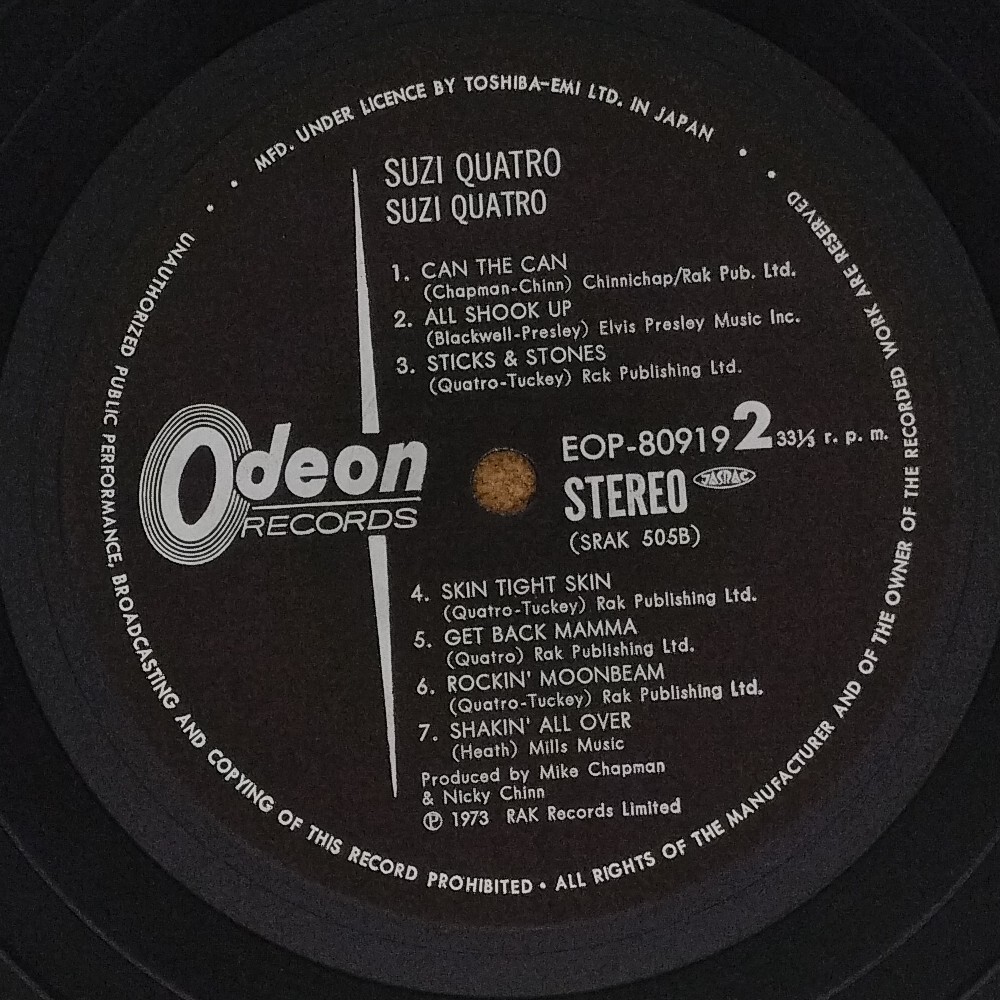 MFD. UNDER LICENCE BY TOSHIBA-EMI LTD. IN JAPAN
SUZI QUATRO
SUZI QUATRO
1. CAN THE CAN
(Chapman-Chinn) Chinnichap/Rak Pub. Ltd.
2. ALL SHOOK UP
(Blackwell-Presley) Elvis Presley Music Inc.
3. STICKS & STONES
(Quatro-Tuckey) Rak Publishing Ltd.
Odeon
RECORDS
EOP-80919 2 33⅓ r. p. m.
STEREO JASRAC
(SRAK 505B)
4. SKIN TIGHT SKIN
(Quatro-Tuckey) Rak Publishing Ltd.
5. GET BACK MAMMA
(Quatro) Rak Publishing Ltd.
6. ROCKIN' MOONBEAM
(Quatro-Tuckey) Rak Publishing Ltd.
7. SHAKIN' ALL OVER
(Heath) Mills Music
Produced by Mike Chapman
& Nicky Chinn
Ⓟ 1973 RAK Records Limited
UNAUTHORIZED PUBLIC PERFORMANCE, BROADCASTING AND COPYING OF THIS RECORD PROHIBITED • ALL RIGHTS OF THE MANUFACTURER AND OF THE OWNER OF THE RECORDED WORK ARE RESERVED